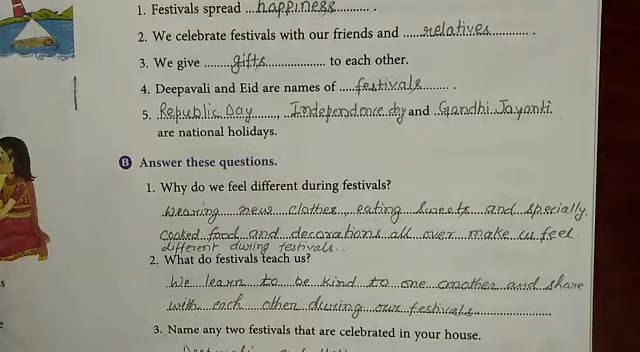 1. Festivals spread ...happiness........... .
2. We celebrate festivals with our friends and .....relatives........... .
3. We give ........gifts.................... to each other.
4. Deepavali and Eid are names of .....festivals........ .
5. Republic Day......., ..Independence day and Gandhi Jayanti.
are national holidays.
B Answer these questions.
1. Why do we feel different during festivals?
Wearing new clothes, eating sweets and specially
cooked food and decorations all over make us feel
different during festivals.
2. What do festivals teach us?
We learn to be kind to one another and share
with each other during our festivals.
3. Name any two festivals that are celebrated in your house.